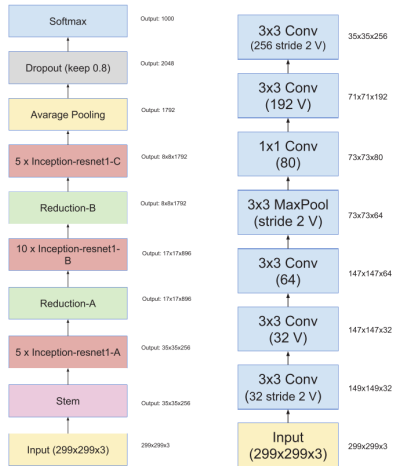 Softmax
Output: 1000
Dropout (keep 0.8)
Output: 2048
Avarage Pooling
Output: 1792
5 x Inception-resnet1-C
Output: 8x8x1792
Reduction-B
Output: 8x8x1792
10 x Inception-resnet1-
B
Output: 17x17x896
Reduction-A
Output: 17x17x896
5 x Inception-resnet1-A
Output: 35x35x256
Stem
Output: 35x35x256
Input (299x299x3)
299x299x3
3x3 Conv
(256 stride 2 V)
35x35x256
3x3 Conv
(192 V)
71x71x192
1x1 Conv
(80)
73x73x80
3x3 MaxPool
(stride 2 V)
73x73x64
3x3 Conv
(64)
147x147x64
3x3 Conv
(32 V)
147x147x32
3x3 Conv
(32 stride 2 V)
149x149x32
Input
(299x299x3)
299x299x3